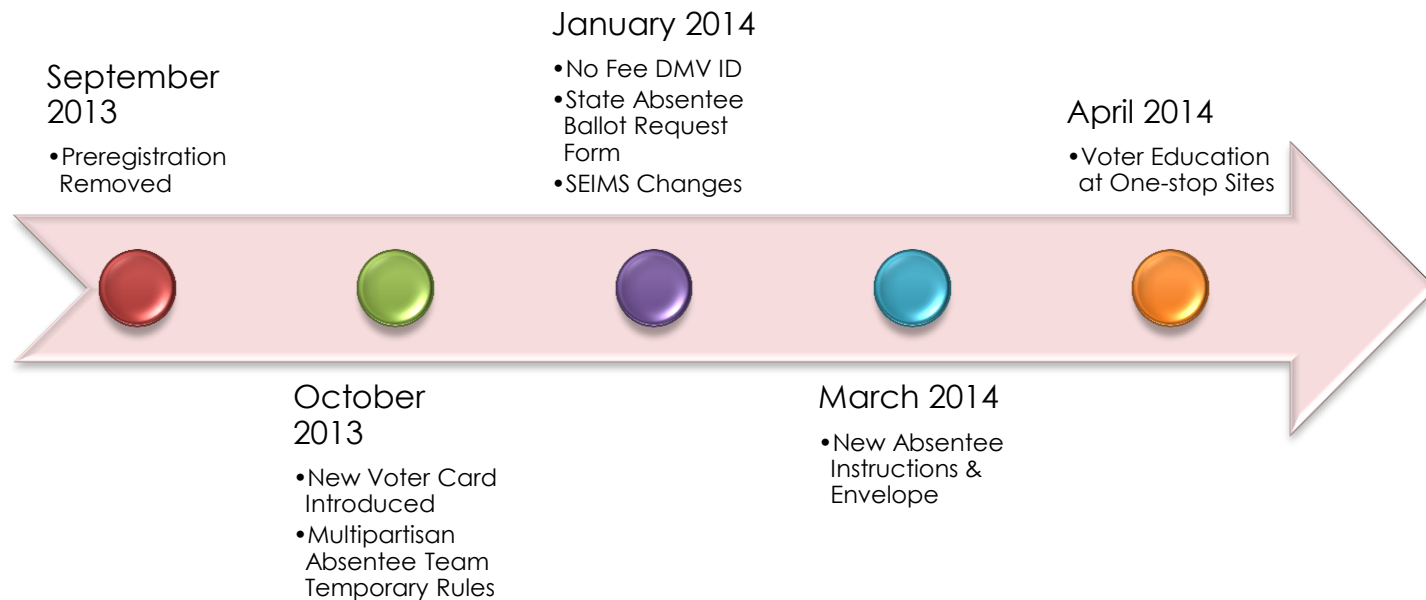 September
2013
•Preregistration
Removed
October
2013
•New Voter Card
Introduced
•Multipartisan
Absentee Team
Temporary Rules
January 2014
•No Fee DMV ID
•State Absentee
Ballot Request
Form
•SEIMS Changes
March 2014
•New Absentee
Instructions &
Envelope
April 2014
•Voter Education
at One-stop Sites